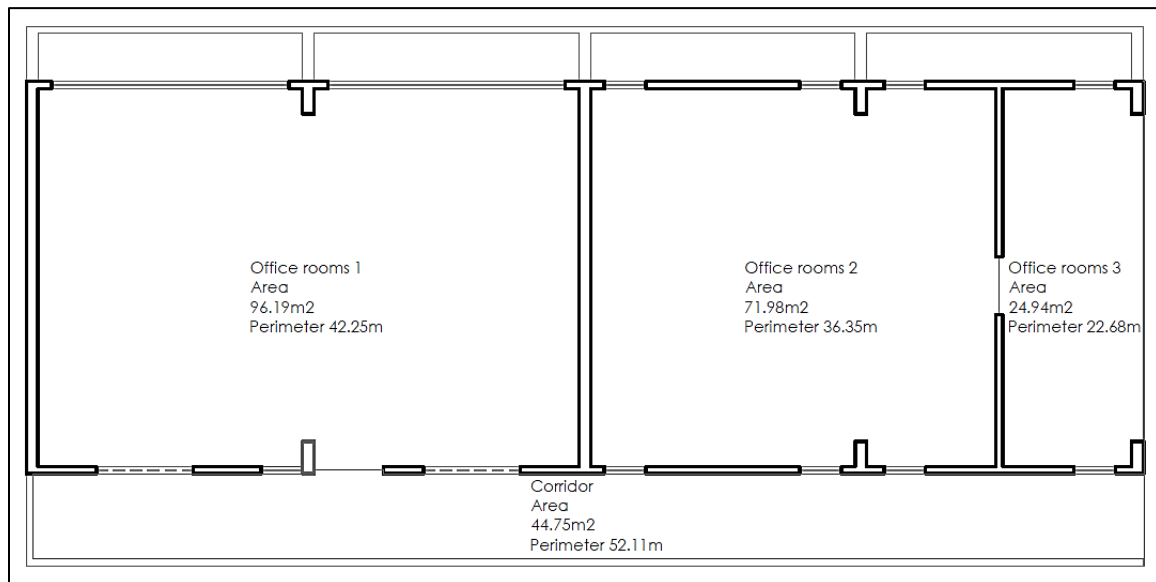 Office rooms 1
Area
96.19m2
Perimeter 42.25m
Office rooms 2
Area
71.98m2
Perimeter 36.35m
Office rooms 3
Area
24.94m2
Perimeter 22.68m
Corridor
Area
44.75m2
Perimeter 52.11m